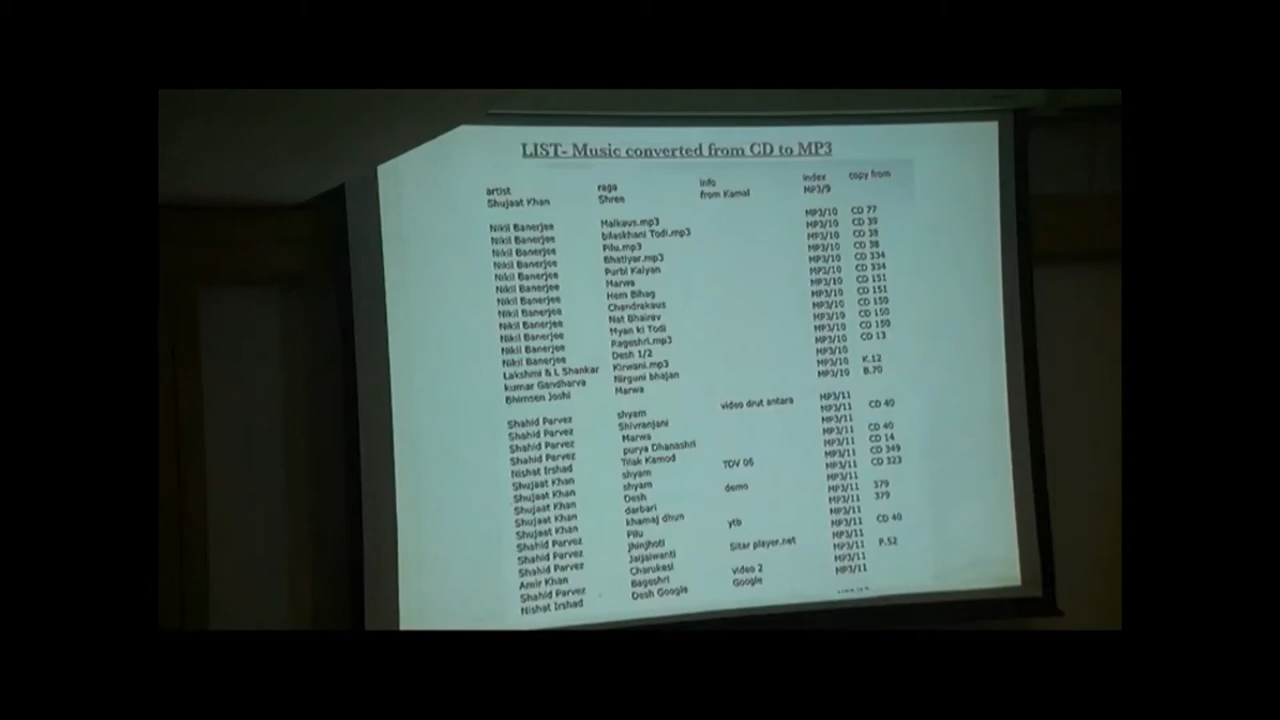 LIST- Music converted from CD to MP3
artist raga Info index copy from
Shujaat Khan Shree from Kamal MP3/9
Nikil Banerjee Malkaus.mp3 MP3/10 CD 77
Nikil Banerjee bilaskhani Todi.mp3 MP3/10 CD 39
Nikil Banerjee Pilu.mp3 MP3/10 CD 38
Nikil Banerjee Bhatiyar.mp3 MP3/10 CD 38
Nikil Banerjee Purbi Kalyan MP3/10 CD 334
Nikil Banerjee Marwa MP3/10 CD 334
Nikil Banerjee Hem Bihag MP3/10 CD 151
Nikil Banerjee Chandrakaus MP3/10 CD 151
Nikil Banerjee Nat Bhairav MP3/10 CD 150
Nikil Banerjee Myan ki Todi MP3/10 CD 150
Nikil Banerjee Rageshri.mp3 MP3/10 CD 150
Nikil Banerjee Desh 1/2 MP3/10 CD 13
Lakshmi & L Shankar Kirwani.mp3 MP3/10
kumar Gandharva Nirguni bhajan MP3/10 K.12
Bhimsen Joshi Marwa MP3/10 B.70
Shahid Parvez shyam video drut antara MP3/11
Shahid Parvez Shivranjani MP3/11 CD 40
Shahid Parvez Marwa MP3/11
Shahid Parvez purya Dhanashri MP3/11 CD 40
Nishat Irshad Tilak Kamod MP3/11 CD 14
Shujaat Khan shyam TDV 06 MP3/11 CD 349
Shujaat Khan shyam MP3/11 CD 323
Shujaat Khan Desh demo MP3/11
Shujaat Khan darbari MP3/11 379
Shujaat Khan khamaj dhun MP3/11 379
Shahid Parvez Pilu ytb MP3/11
Shahid Parvez jhinjhoti MP3/11 CD 40
Shahid Parvez Jaijaiwanti Sitar player.net MP3/11
Amir Khan Charukesi MP3/11 P.52
Shahid Parvez Bageshri video 2 MP3/11
Nishat Irshad Desh Google Google MP3/11